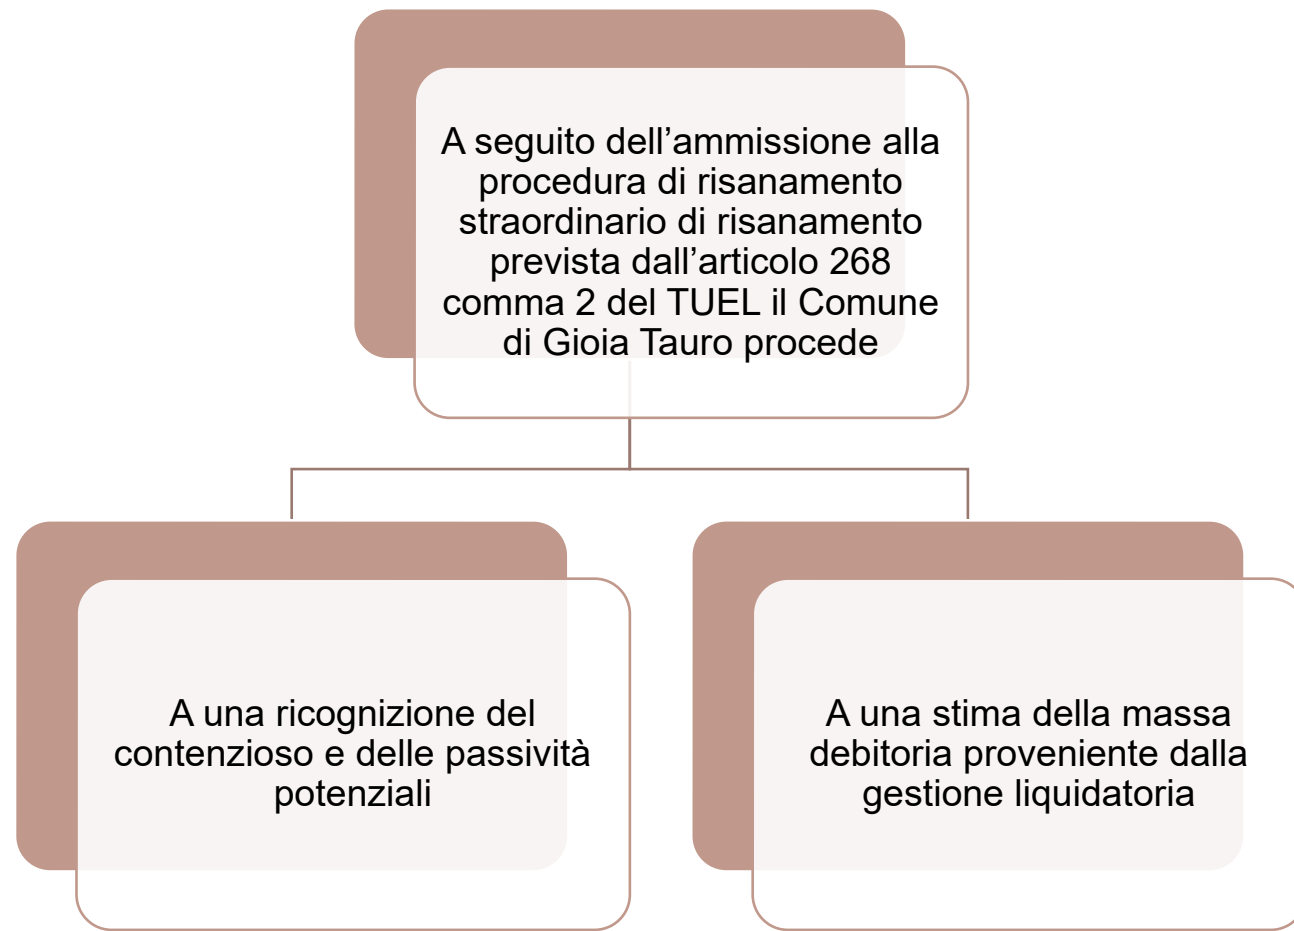 A seguito dell’ammissione alla
procedura di risanamento
straordinario di risanamento
prevista dall’articolo 268
comma 2 del TUEL il Comune
di Gioia Tauro procede
A una ricognizione del
contenzioso e delle passività
potenziali
A una stima della massa
debitoria proveniente dalla
gestione liquidatoria